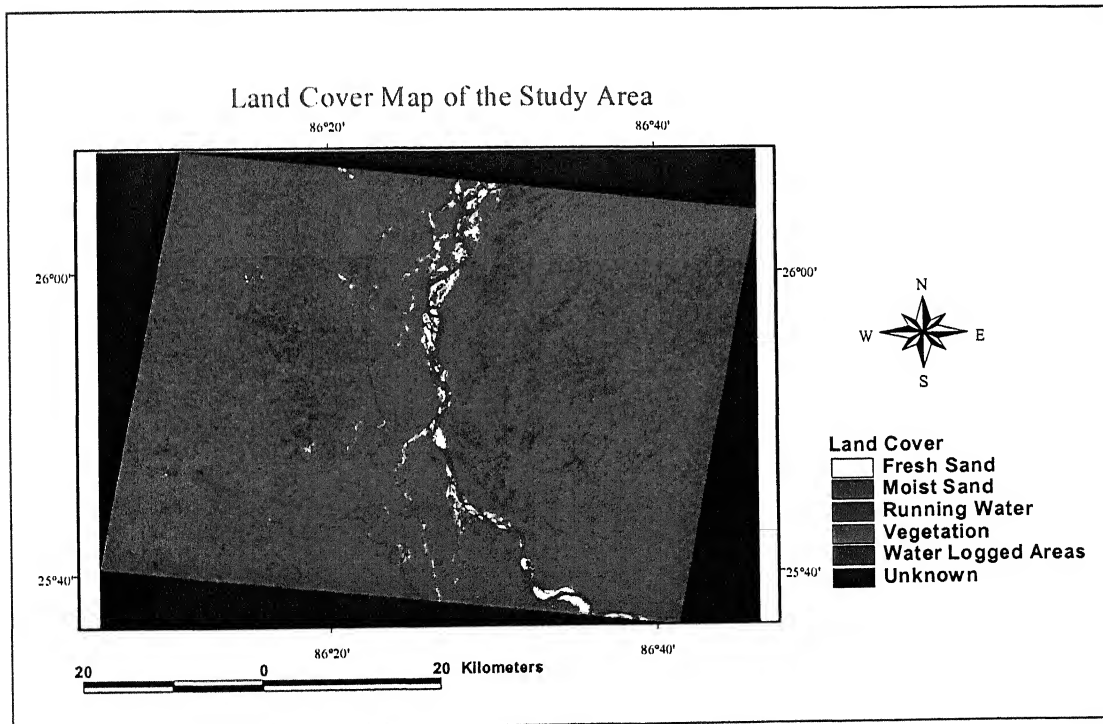 Land Cover Map of the Study Area
86°20' 86°40'
26°00' 26°00'
N
W E
S
Land Cover
Fresh Sand
Moist Sand
Running Water
Vegetation
Water Logged Areas
Unknown
25°40' 25°40'
86°20' 86°40'
20 0 20 Kilometers